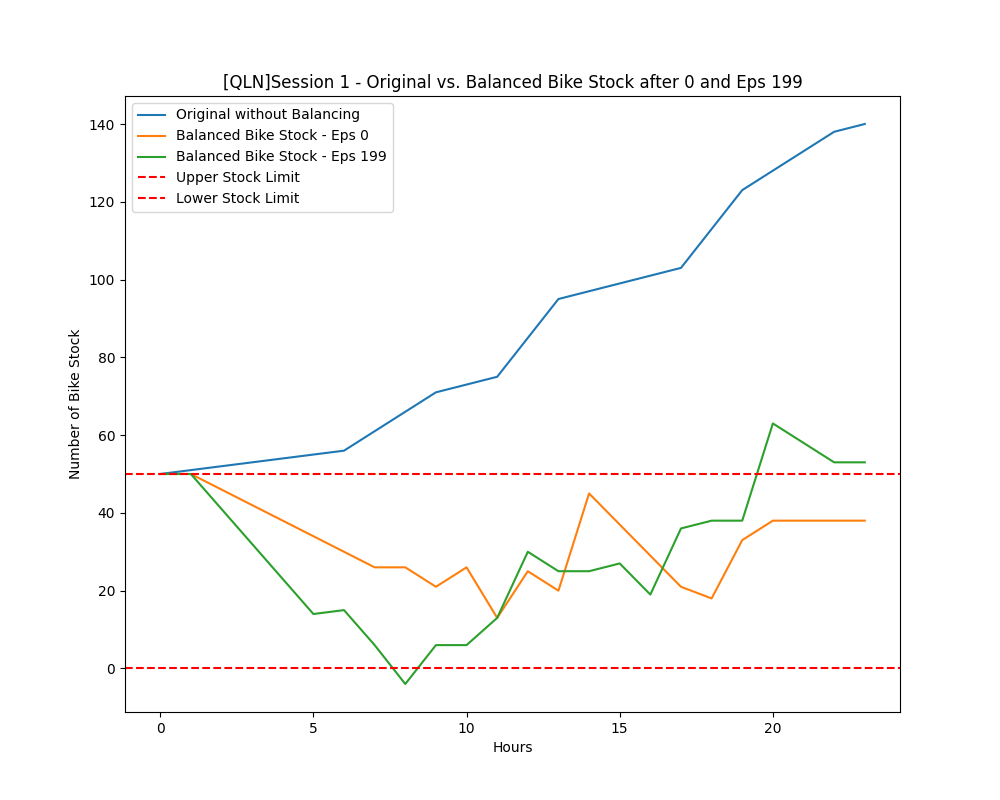 [QLN]Session 1 - Original vs. Balanced Bike Stock after 0 and Eps 199
Original without Balancing
Balanced Bike Stock - Eps 0
Balanced Bike Stock - Eps 199
Upper Stock Limit
Lower Stock Limit
140
120
100
80
60
40
20
0
Number of Bike Stock
0 5 10 15 20
Hours